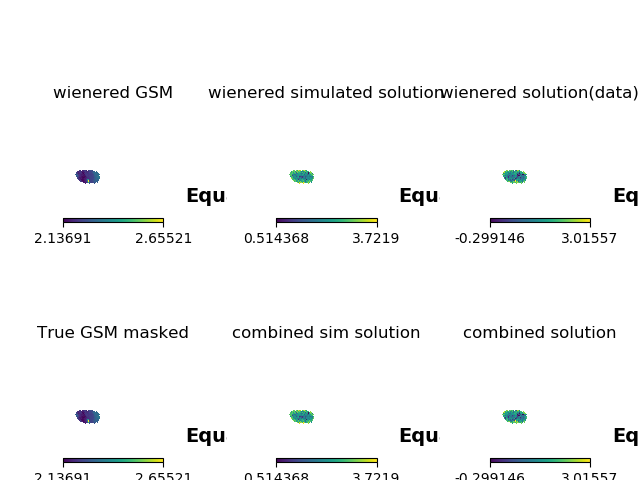 wienered GSM
wienered simulated solution
wienered solution(data)
Equ
Equ
Eq
2.13691 2.65521
0.514368 3.7219
-0.299146 3.01557
True GSM masked
combined sim solution
combined solution
Equ
Equ
Eq
2.13691 2.65521
0.514368 3.7219
-0.299146 3.01557